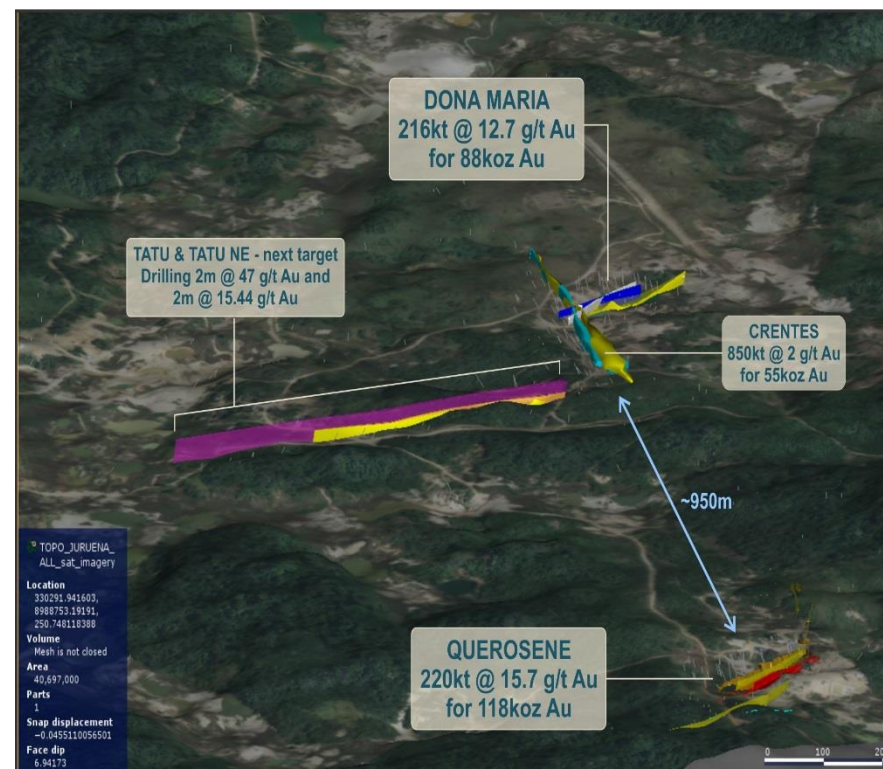 DONA MARIA
216kt @ 12.7 g/t Au
for 88koz Au
TATU & TATU NE - next target
Drilling 2m @ 47 g/t Au and
2m @ 15.44 g/t Au
CRENTES
850kt @ 2 g/t Au
for 55koz Au
~950m
QUEROSENE
220kt @ 15.7 g/t Au
for 118koz Au
TOPO_JURUENA_
ALL_sat_imagery
Location
330291.941603,
8988753.19191,
250.748118388
Volume
Mesh is not closed
Area
40,697,000
Parts
1
Snap displacement
−0.0455110056501
Face dip
6.94173
0 100